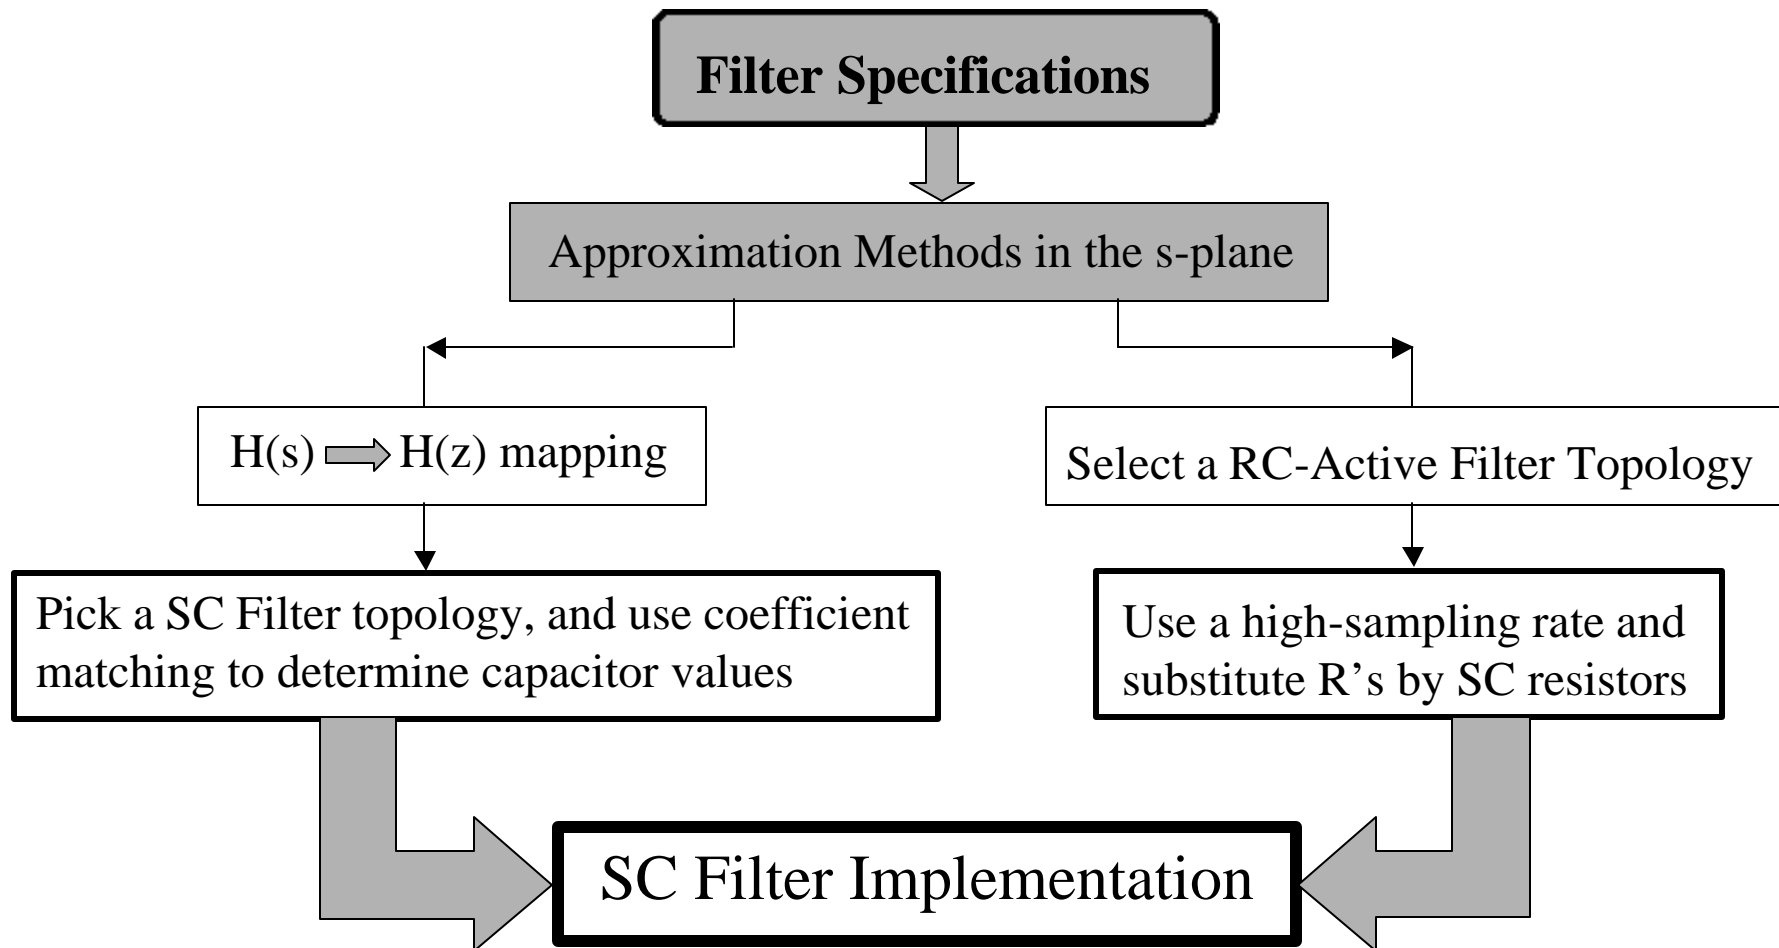 Filter Specifications
Approximation Methods in the s-plane
H(s) H(z) mapping
Select a RC-Active Filter Topology
Pick a SC Filter topology, and use coefficient
matching to determine capacitor values
Use a high-sampling rate and
substitute R’s by SC resistors
SC Filter Implementation